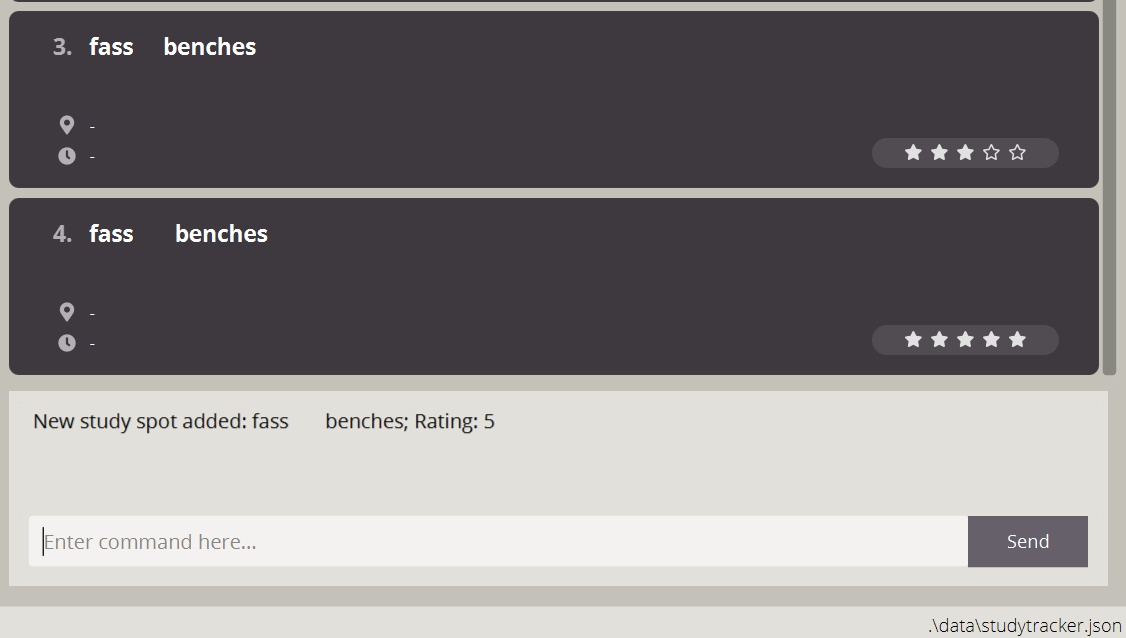 3. fass     benches
-
-
4. fass       benches
-
-
New study spot added: fass       benches; Rating: 5
Enter command here...
Send
.\data\studytracker.json